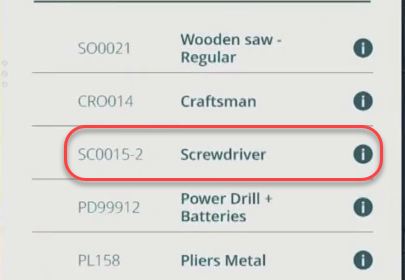 SO0021 Wooden saw -
Regular
CRO014 Craftsman
SC0015-2 Screwdriver
PD99912 Power Drill +
Batteries
PL158 Pliers Metal